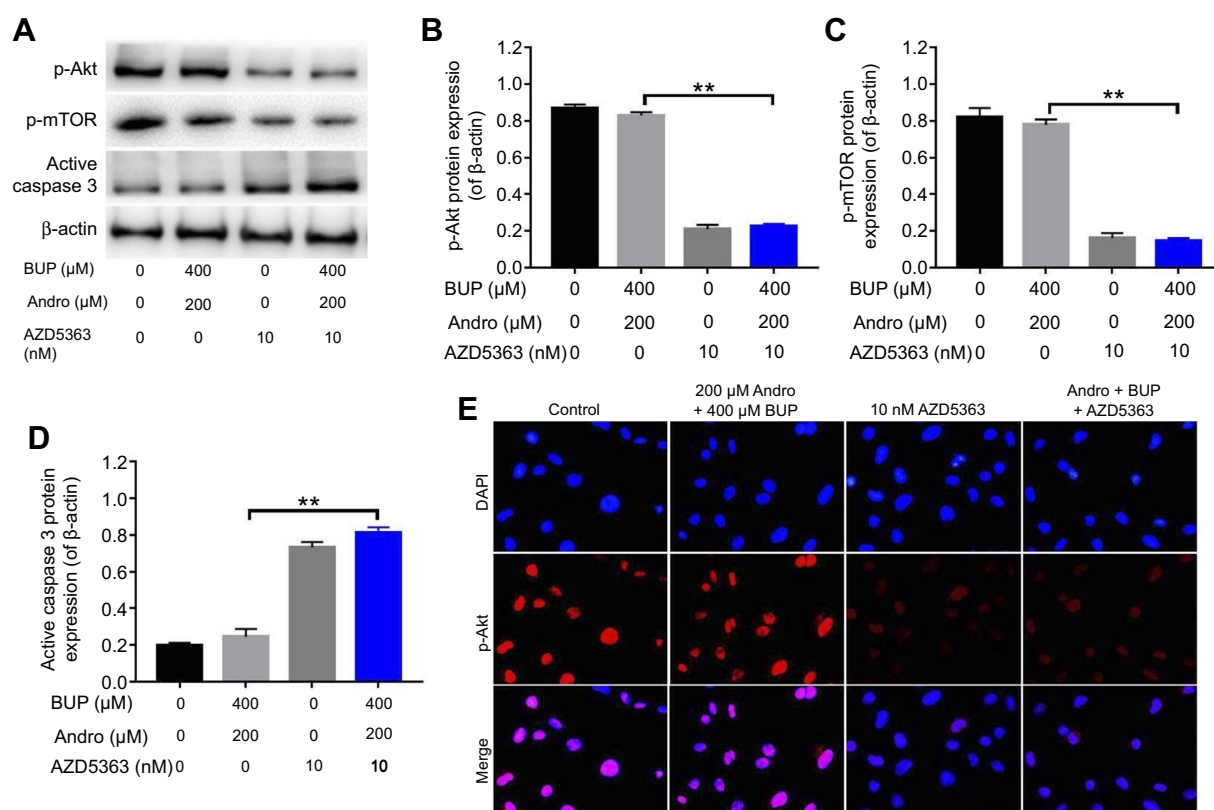 A
p-Akt
p-mTOR
Active
caspase 3
β-actin
BUP (μM) 0 400 0 400
Andro (μM) 0 200 0 200
AZD5363
(nM)
0 0 10 10
B
p-Akt protein expressio
(of β-actin)
1.2
1.0
0.8
0.6
0.4
0.2
0.0
**
BUP (μM) 0 400 0 400
Andro (μM) 0 200 0 200
AZD5363 (nM) 0 0 10 10
C
p-mTOR protein
expression (of β-actin)
1.2
1.0
0.8
0.6
0.4
0.2
0.0
**
BUP (μM) 0 400 0 400
Andro (μM) 0 200 0 200
AZD5363 (nM) 0 0 10 10
D
Active caspase 3 protein
expression (of β-actin)
1.2
1.0
0.8
0.6
0.4
0.2
0.0
**
BUP (μM) 0 400 0 400
Andro (μM) 0 200 0 200
AZD5363 (nM) 0 0 10 10
E
Control
200 μM Andro
+ 400 μM BUP
10 nM AZD5363
Andro + BUP
+ AZD5363
DAPI
p-Akt
Merge